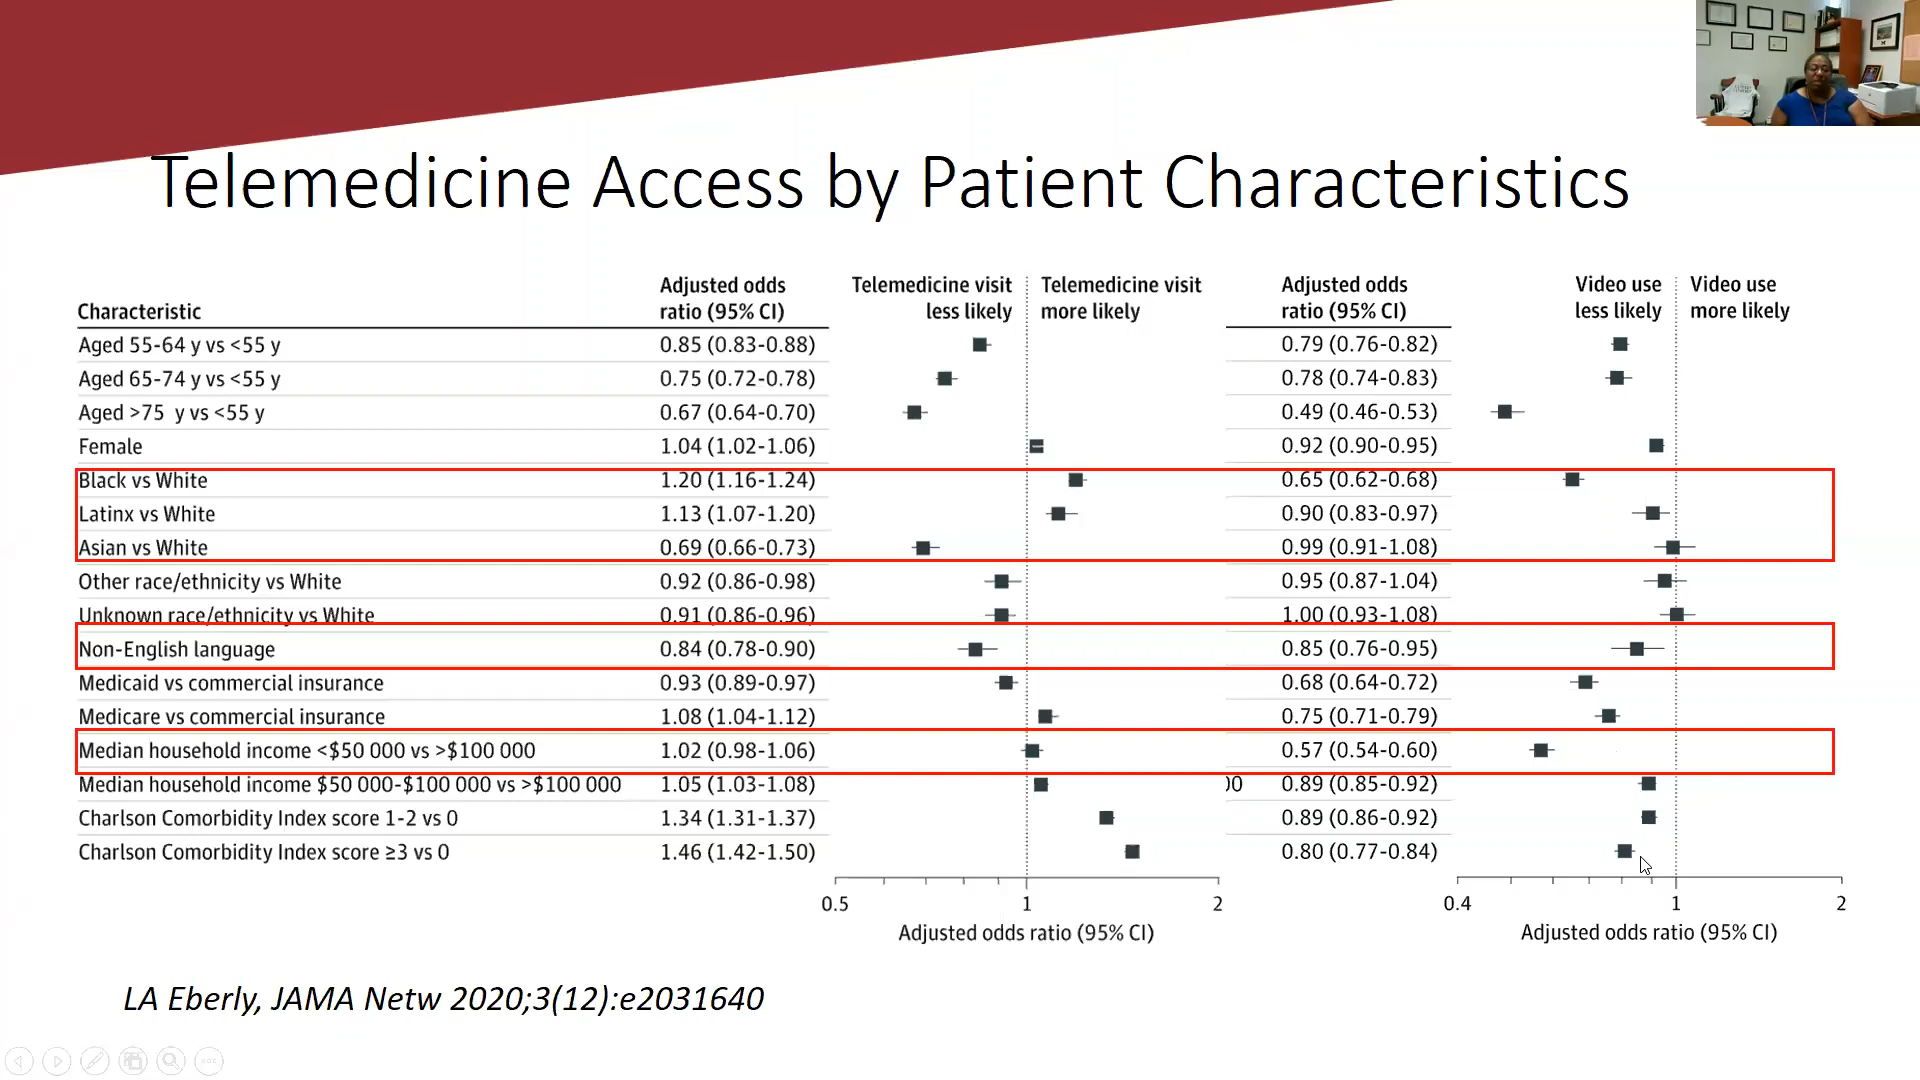 Telemedicine Access by Patient Characteristics
Characteristic Adjusted odds ratio (95% CI) Telemedicine visit less likely Telemedicine visit more likely Adjusted odds ratio (95% CI) Video use less likely Video use more likely
Aged 55-64 y vs <55 y 0.85 (0.83-0.88) 0.79 (0.76-0.82)
Aged 65-74 y vs <55 y 0.75 (0.72-0.78) 0.78 (0.74-0.83)
Aged >75 y vs <55 y 0.67 (0.64-0.70) 0.49 (0.46-0.53)
Female 1.04 (1.02-1.06) 0.92 (0.90-0.95)
Black vs White 1.20 (1.16-1.24) 0.65 (0.62-0.68)
Latinx vs White 1.13 (1.07-1.20) 0.90 (0.83-0.97)
Asian vs White 0.69 (0.66-0.73) 0.99 (0.91-1.08)
Other race/ethnicity vs White 0.92 (0.86-0.98) 0.95 (0.87-1.04)
Unknown race/ethnicity vs White 0.91 (0.86-0.96) 1.00 (0.93-1.08)
Non-English language 0.84 (0.78-0.90) 0.85 (0.76-0.95)
Medicaid vs commercial insurance 0.93 (0.89-0.97) 0.68 (0.64-0.72)
Medicare vs commercial insurance 1.08 (1.04-1.12) 0.75 (0.71-0.79)
Median household income <$50 000 vs >$100 000 1.02 (0.98-1.06) 0.57 (0.54-0.60)
Median household income $50 000-$100 000 vs >$100 000 1.05 (1.03-1.08) 00 0.89 (0.85-0.92)
Charlson Comorbidity Index score 1-2 vs 0 1.34 (1.31-1.37) 0.89 (0.86-0.92)
Charlson Comorbidity Index score ≥3 vs 0 1.46 (1.42-1.50) 0.80 (0.77-0.84)
0.5 1 2 0.4 1 2
Adjusted odds ratio (95% CI) Adjusted odds ratio (95% CI)
LA Eberly, JAMA Netw 2020;3(12):e2031640